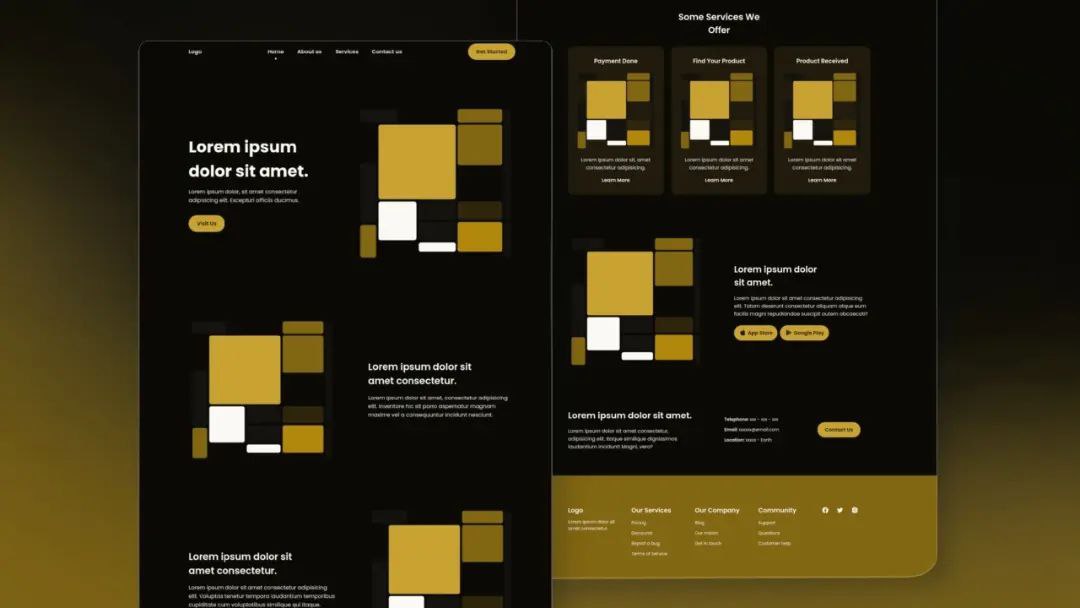 Logo
Home
About us
Services
Contact us
Get Started
Lorem ipsum
dolor sit amet.
Lorem ipsum dolor, sit amet consectetur
adipisicing elit. Excepturi officiis ducimus.
Visit Us
Lorem ipsum dolor sit
amet consectetur.
Lorem ipsum dolor sit amet, consectetur adipisicing
elit. Inventore hic sit porro aspernatur magnam
maxime vel a consequuntur incidunt nesciunt.
Lorem ipsum dolor sit
amet consectetur.
Lorem ipsum dolor sit amet consectetur adipisicing
elit. Voluptas tenetur tempora laudantium temporibus
cupiditate cum voluptatibus similique fugit
Some Services We
Offer
Payment Done
Lorem ipsum dolor sit, amet
consectetur adipisicing.
Learn More
Find Your Product
Lorem ipsum dolor sit, amet
consectetur adipisicing.
Learn More
Product Received
Lorem ipsum dolor sit, amet
consectetur adipisicing.
Learn More
Lorem ipsum dolor
sit amet.
Lorem ipsum dolor sit amet consectetur adipisicing
elit. Totam deserunt consectetur aliquam atque eum
facilis magni repudiandae suscipit autem obcaecati!
App Store
Google Play
Lorem ipsum dolor sit amet.
Lorem ipsum dolor sit amet consectetur,
adipisicing elit. Itaque similique dignissimos
laudantium incidunt Magni, vero?
Telephone: xxx - xxx - xxx
Email: xxxxx@email.com
Location: xxxx - Earth
Contact Us
Logo
Lorem ipsum dolor sit
amet consectetur
Our Services
Pricing
Discounts
Report a bug
Terms of Service
Our Company
Blog
Our mision
Get in touch
Community
Support
Questions
Customer help